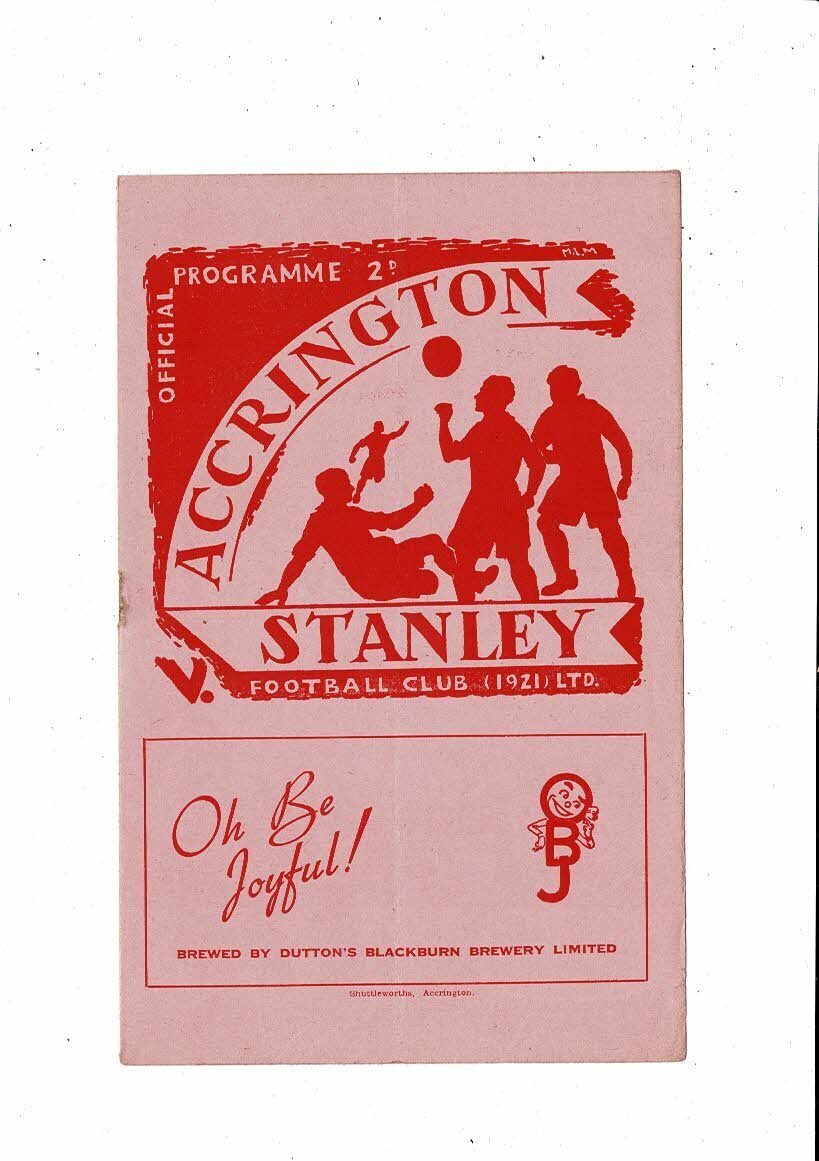 OFFICIAL
PROGRAMME 2D
M.L.M
ACCRINGTON
STANLEY
V.
FOOTBALL CLUB (1921) LTD.
Oh Be
Joyful!
OBJ
BREWED BY DUTTON'S BLACKBURN BREWERY LIMITED
Shuttleworths, Accrington.